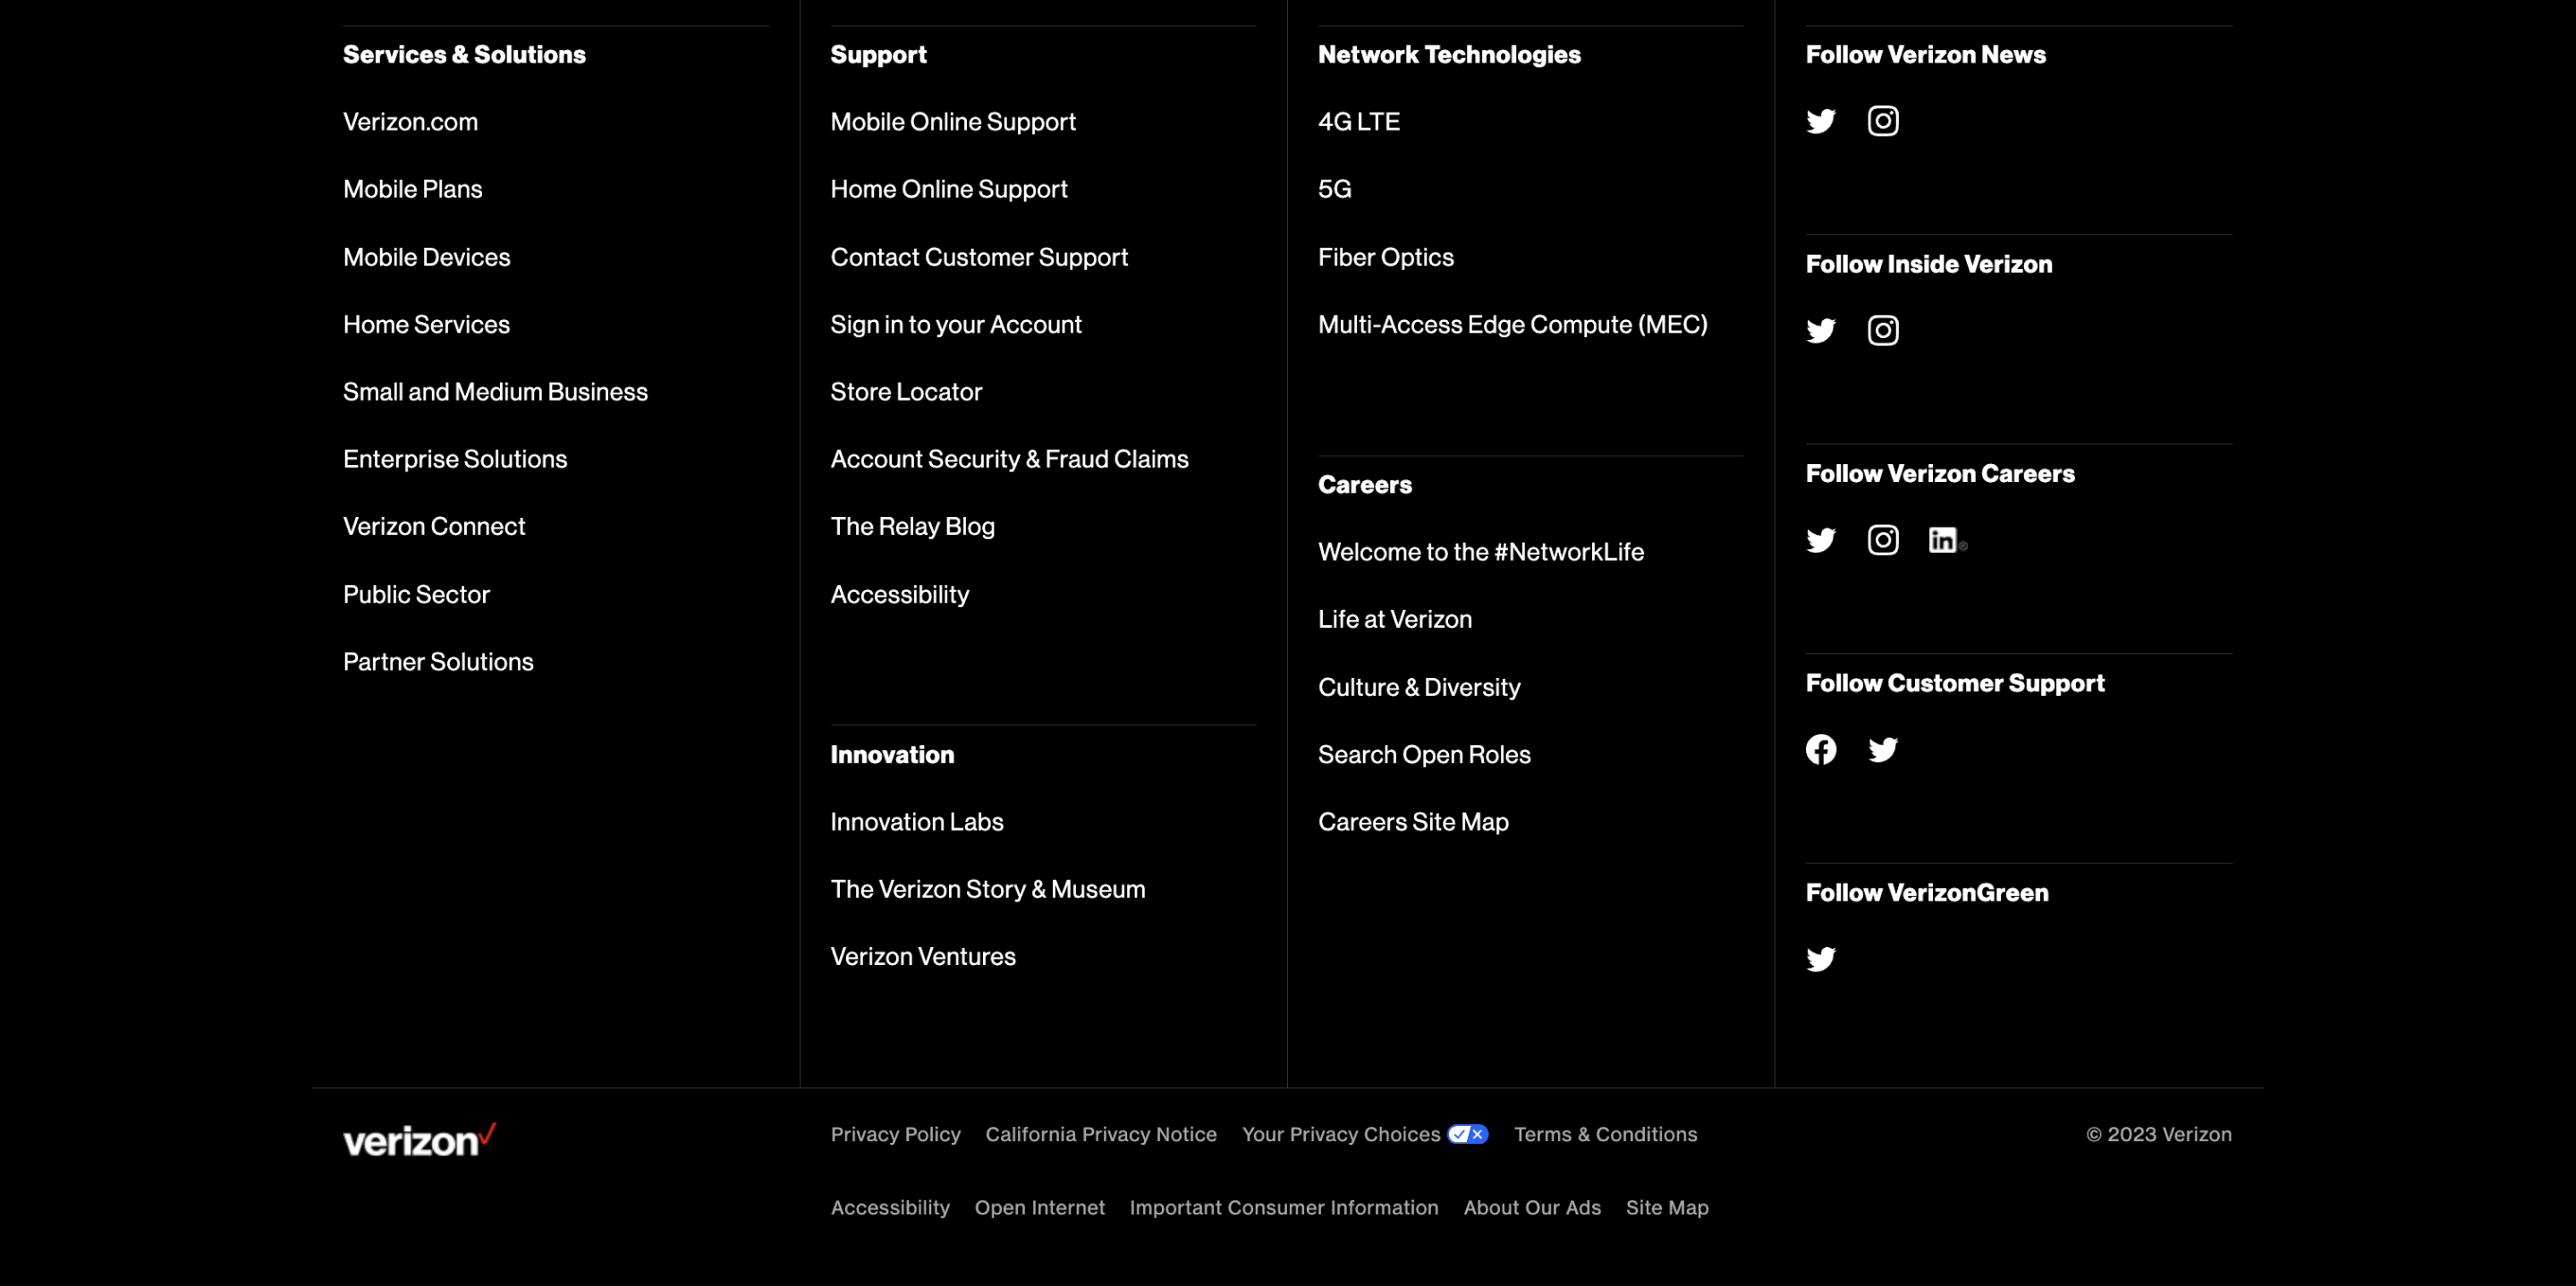 Services & Solutions
Verizon.com
Mobile Plans
Mobile Devices
Home Services
Small and Medium Business
Enterprise Solutions
Verizon Connect
Public Sector
Partner Solutions
Support
Mobile Online Support
Home Online Support
Contact Customer Support
Sign in to your Account
Store Locator
Account Security & Fraud Claims
The Relay Blog
Accessibility
Innovation
Innovation Labs
The Verizon Story & Museum
Verizon Ventures
Network Technologies
4G LTE
5G
Fiber Optics
Multi-Access Edge Compute (MEC)
Careers
Welcome to the #NetworkLife
Life at Verizon
Culture & Diversity
Search Open Roles
Careers Site Map
Follow Verizon News
Follow Inside Verizon
Follow Verizon Careers
in®
Follow Customer Support
Follow VerizonGreen
verizon
Privacy Policy California Privacy Notice Your Privacy Choices Terms & Conditions
© 2023 Verizon
Accessibility Open Internet Important Consumer Information About Our Ads Site Map